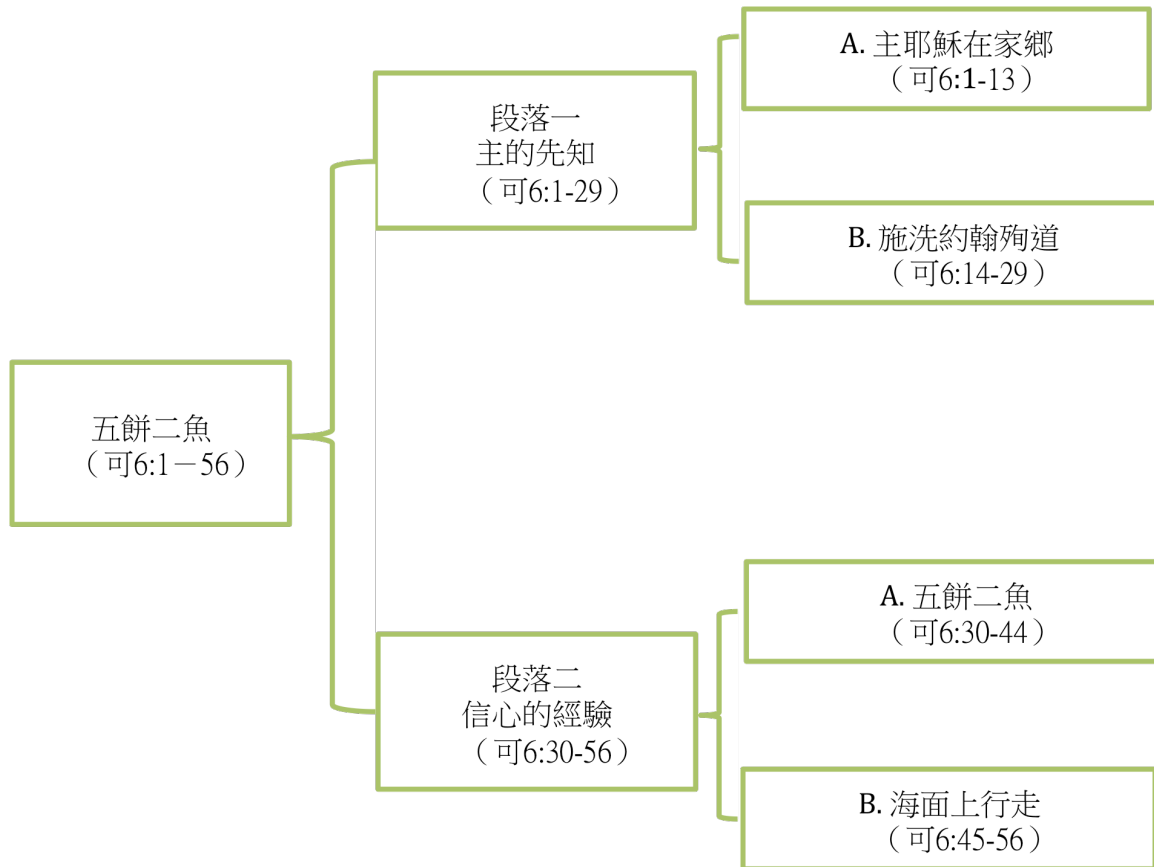 五餅二魚
（可6:1－56）
段落一
主的先知
（可6:1-29）
A. 主耶穌在家鄉
（可6:1-13）
B. 施洗約翰殉道
（可6:14-29）
段落二
信心的經驗
（可6:30-56）
A. 五餅二魚
（可6:30-44）
B. 海面上行走
（可6:45-56）